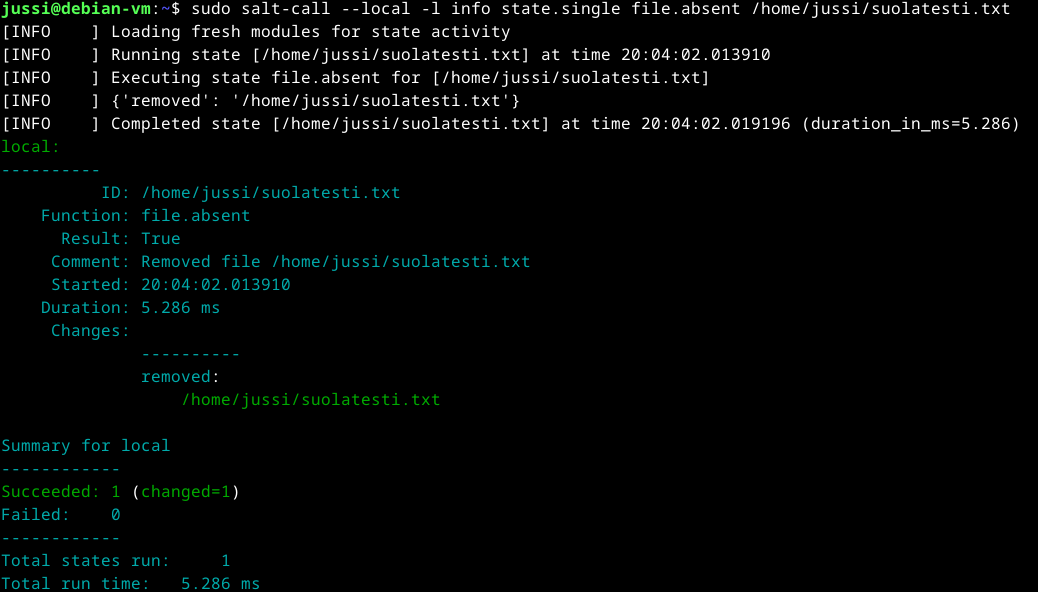 jussi@debian-vm:~$ sudo salt-call --local -l info state.single file.absent /home/jussi/suolatesti.txt
[INFO    ] Loading fresh modules for state activity
[INFO    ] Running state [/home/jussi/suolatesti.txt] at time 20:04:02.013910
[INFO    ] Executing state file.absent for [/home/jussi/suolatesti.txt]
[INFO    ] {'removed': '/home/jussi/suolatesti.txt'}
[INFO    ] Completed state [/home/jussi/suolatesti.txt] at time 20:04:02.019196 (duration_in_ms=5.286)
local:
----------
          ID: /home/jussi/suolatesti.txt
    Function: file.absent
      Result: True
     Comment: Removed file /home/jussi/suolatesti.txt
     Started: 20:04:02.013910
    Duration: 5.286 ms
     Changes:
              ----------
              removed:
                  /home/jussi/suolatesti.txt

Summary for local
------------
Succeeded: 1 (changed=1)
Failed:    0
------------
Total states run:     1
Total run time:   5.286 ms